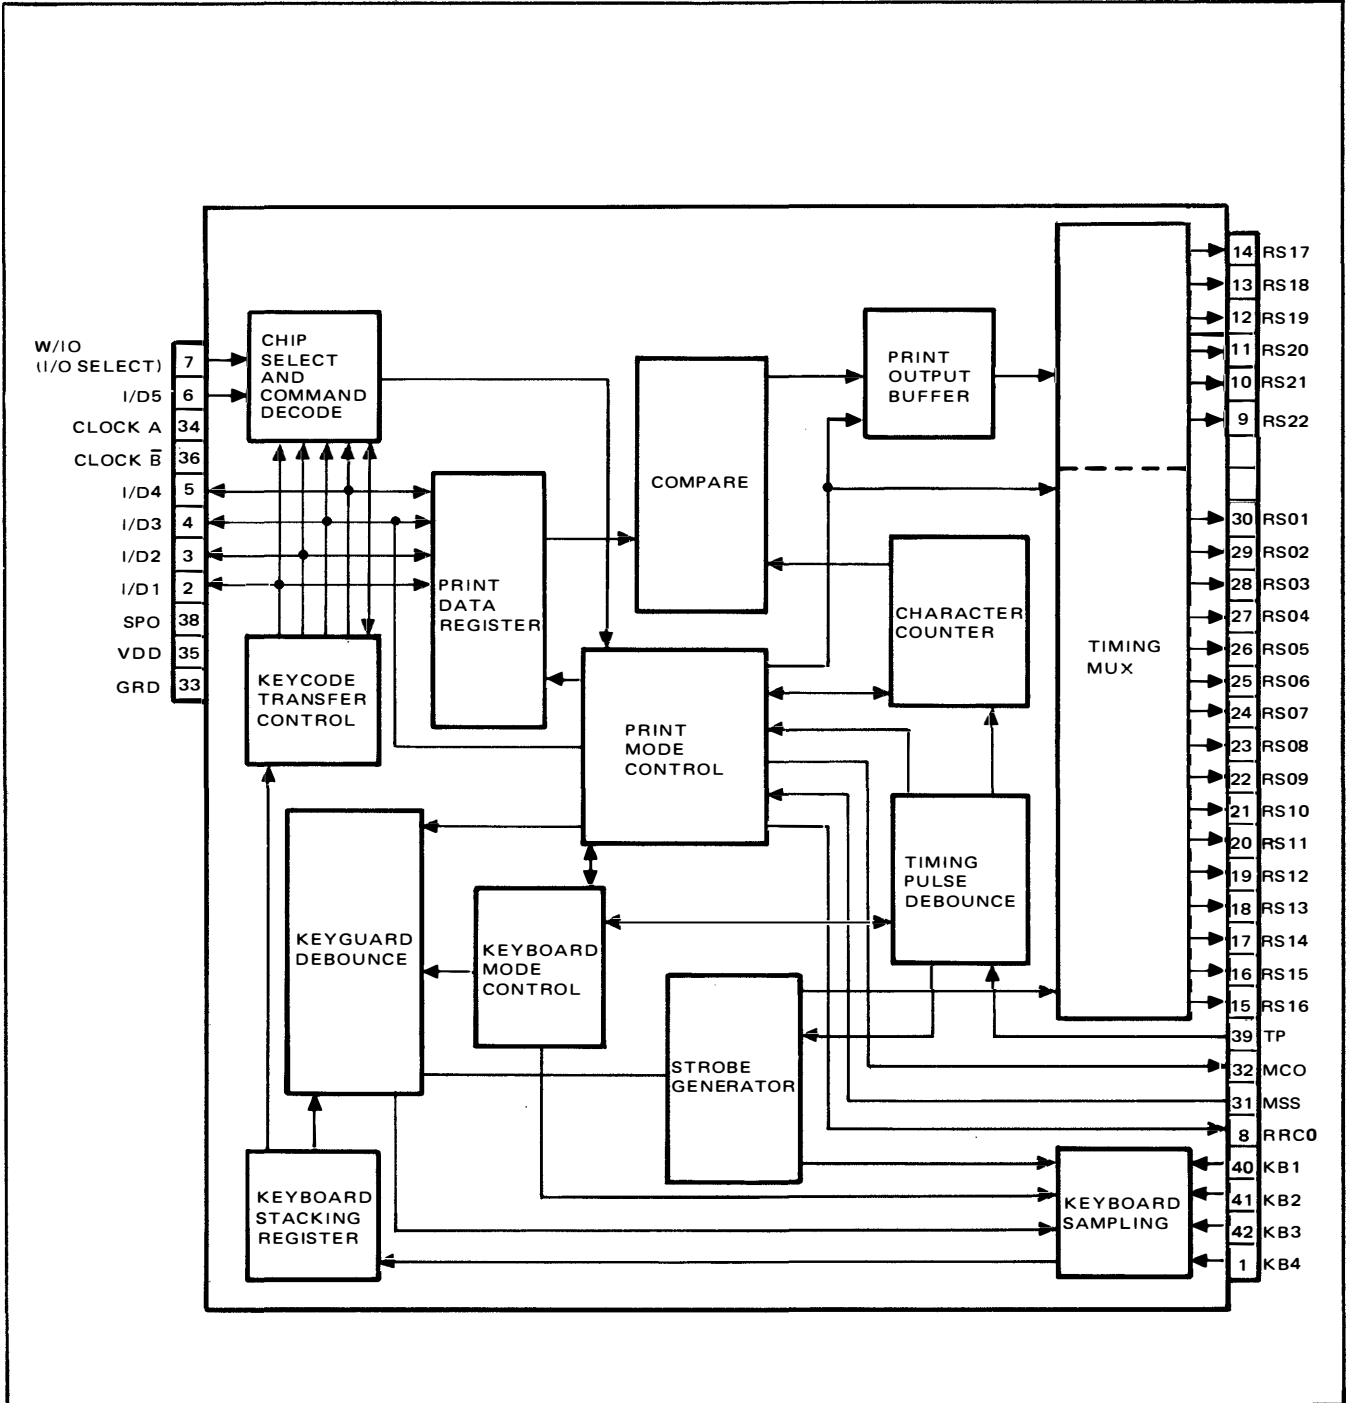 W/IO
(I/O SELECT) 7
I/D5 6
CLOCK A 34
CLOCK B̅ 36
I/D4 5
I/D3 4
I/D2 3
I/D1 2
SPO 38
VDD 35
GRD 33
CHIP
SELECT
AND
COMMAND
DECODE
PRINT
DATA
REGISTER
KEYCODE
TRANSFER
CONTROL
COMPARE
PRINT
OUTPUT
BUFFER
CHARACTER
COUNTER
PRINT
MODE
CONTROL
TIMING
PULSE
DEBOUNCE
KEYGUARD
DEBOUNCE
KEYBOARD
MODE
CONTROL
STROBE
GENERATOR
KEYBOARD
STACKING
REGISTER
KEYBOARD
SAMPLING
TIMING
MUX
14 RS17
13 RS18
12 RS19
11 RS20
10 RS21
9 RS22
30 RS01
29 RS02
28 RS03
27 RS04
26 RS05
25 RS06
24 RS07
23 RS08
22 RS09
21 RS10
20 RS11
19 RS12
18 RS13
17 RS14
16 RS15
15 RS16
39 TP
32 MCO
31 MSS
8 RRCO
40 KB1
41 KB2
42 KB3
1 KB4